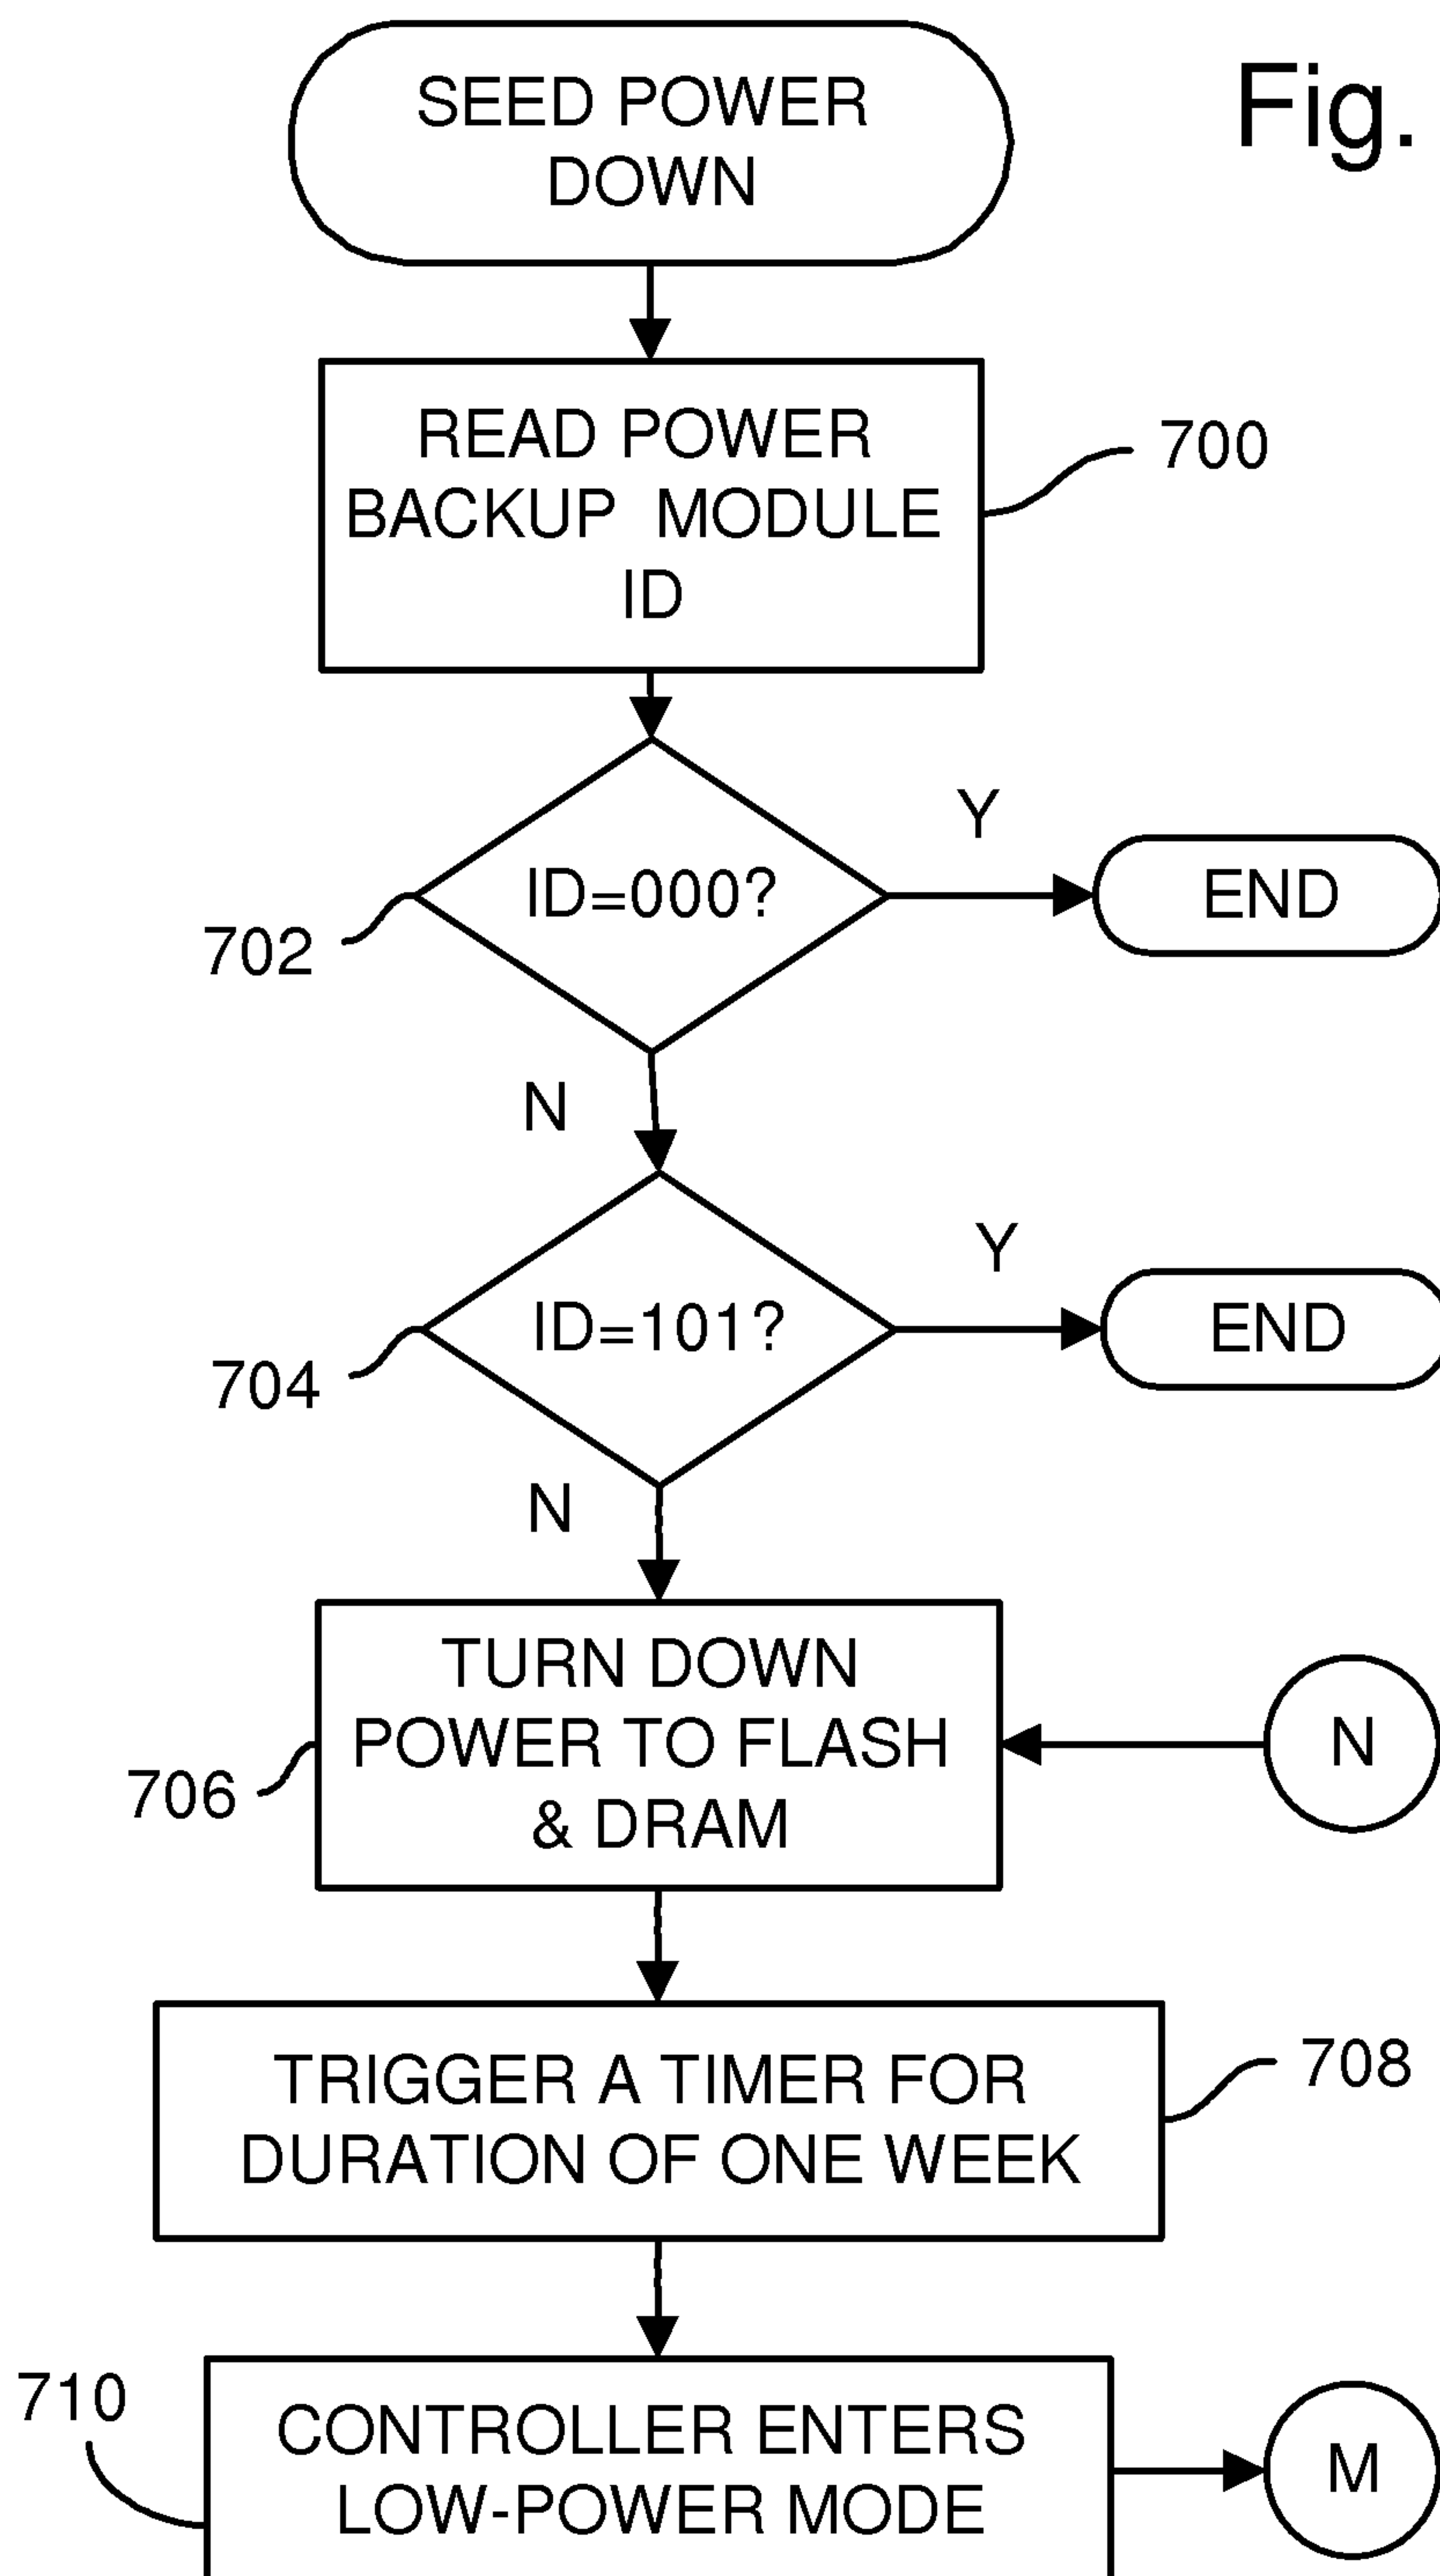 Fig.
SEED POWER
DOWN
READ POWER
BACKUP MODULE
ID
700
Y
ID=000?
END
702
N
Y
ID=101?
END
704
N
TURN DOWN
POWER TO FLASH
& DRAM
N
706
TRIGGER A TIMER FOR
DURATION OF ONE WEEK
708
710
CONTROLLER ENTERS
LOW-POWER MODE
M